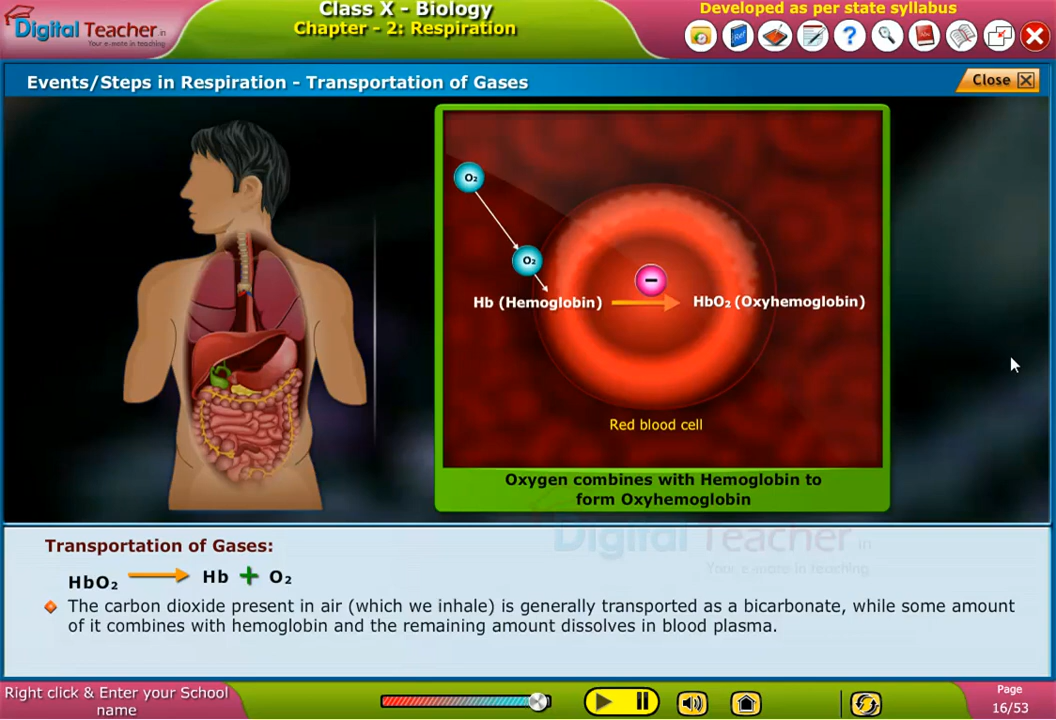 Digital Teacher.in
Your e-mate in teaching
Class X - Biology
Chapter - 2: Respiration
Developed as per state syllabus
Events/Steps in Respiration - Transportation of Gases
Close
O₂
O₂
Hb (Hemoglobin)
HbO₂ (Oxyhemoglobin)
Red blood cell
Oxygen combines with Hemoglobin to
form Oxyhemoglobin
Digital Teacher.in
Your e-mate in teaching
Transportation of Gases:
HbO₂ → Hb + O₂
The carbon dioxide present in air (which we inhale) is generally transported as a bicarbonate, while some amount
of it combines with hemoglobin and the remaining amount dissolves in blood plasma.
Right click & Enter your School
name
Page
16/53